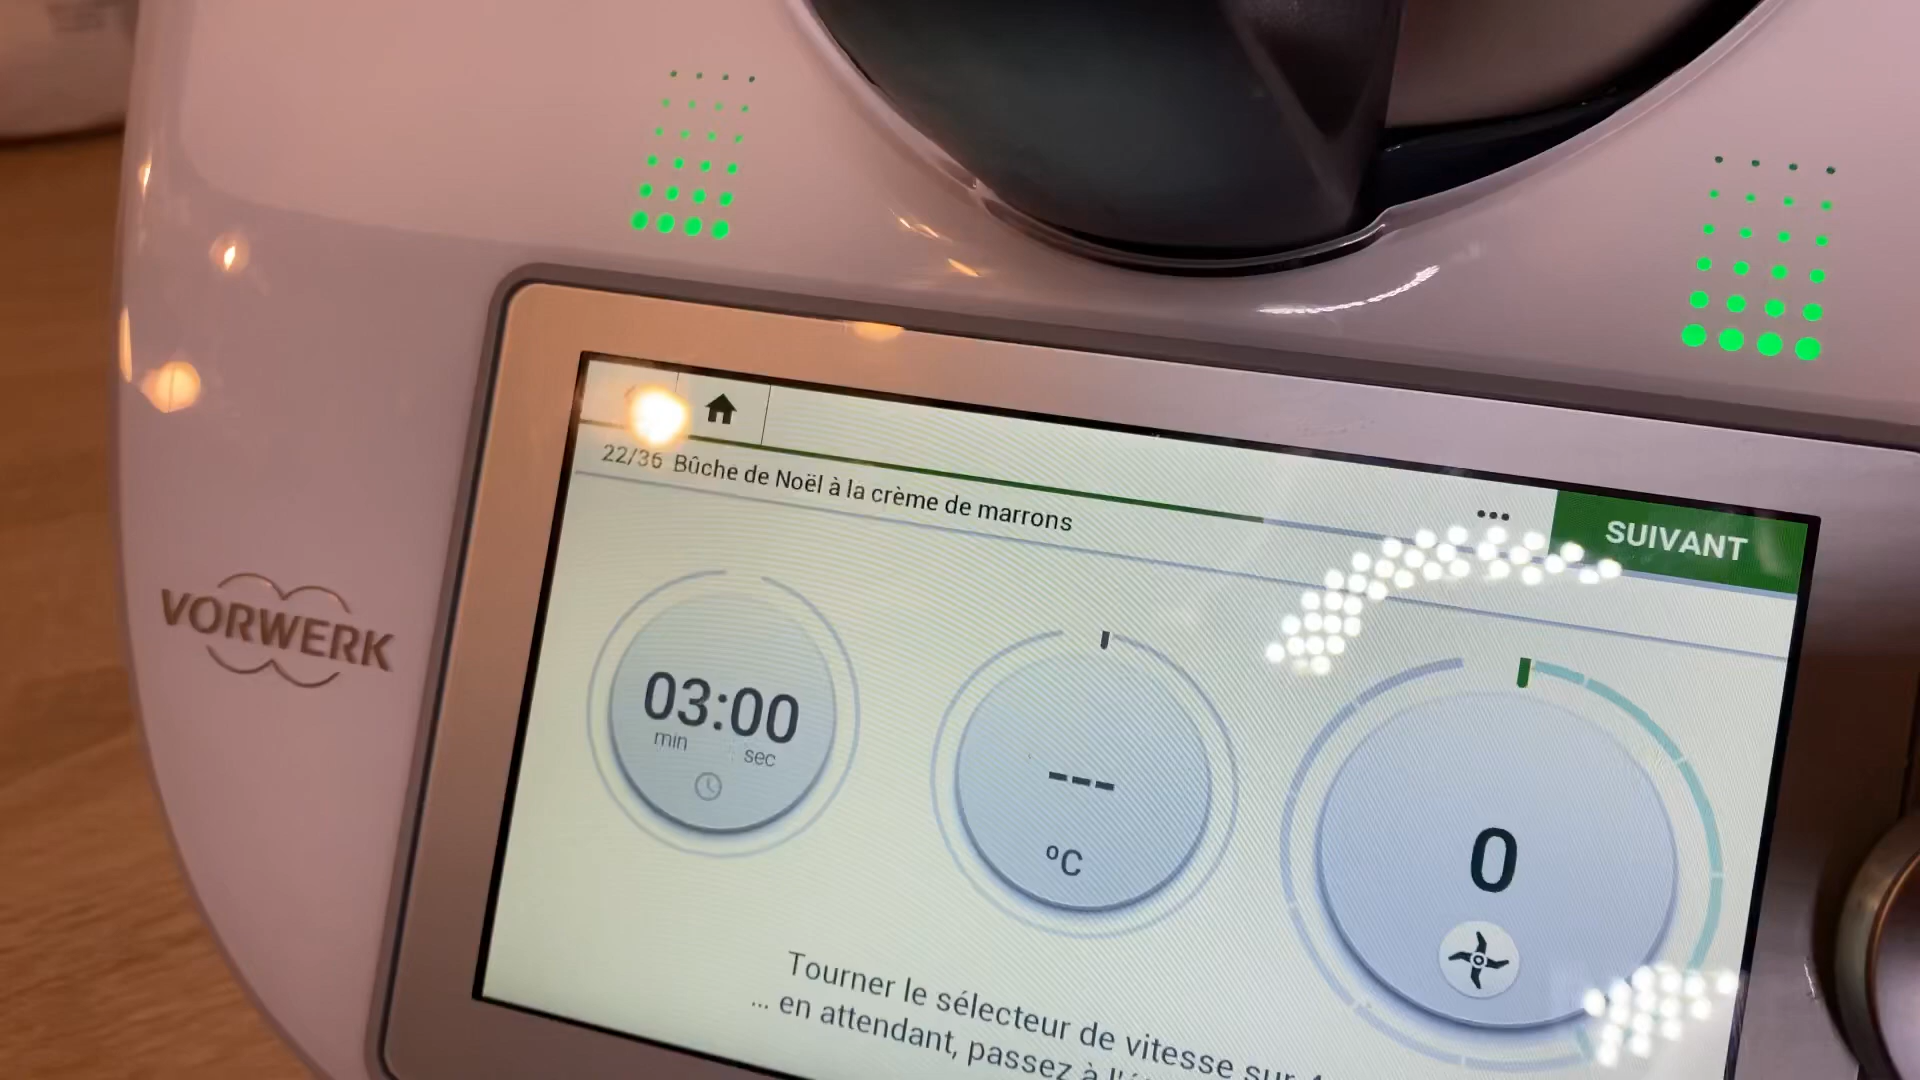 22/36 Bûche de Noël à la crème de marrons
SUIVANT
VORWERK
03:00
min sec
---
ºC
0
Tourner le sélecteur de vitesse sur
... en attendant, passez à